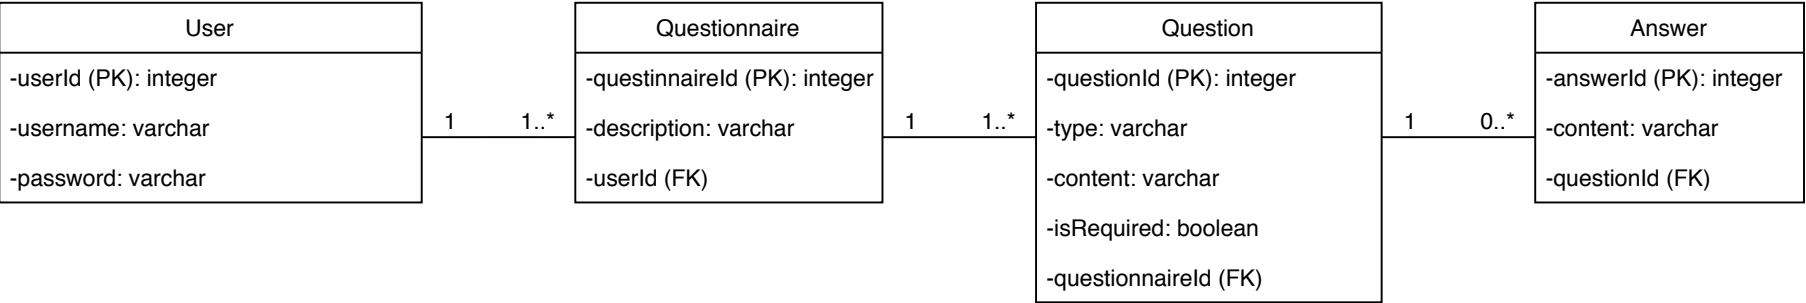 User
-userId (PK): integer
-username: varchar
-password: varchar
1
1..*
Questionnaire
-questinnaireId (PK): integer
-description: varchar
-userId (FK)
1
1..*
Question
-questionId (PK): integer
-type: varchar
-content: varchar
-isRequired: boolean
-questionnaireId (FK)
1
0..*
Answer
-answerId (PK): integer
-content: varchar
-questionId (FK)